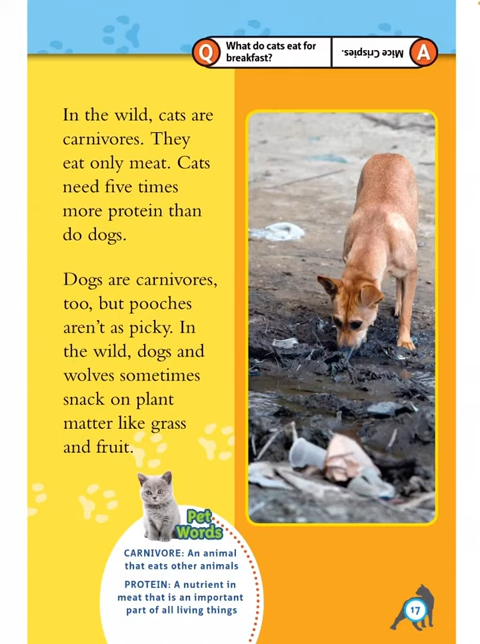 Q
What do cats eat for
breakfast?
Mice Crispies.
A
In the wild, cats are
carnivores. They
eat only meat. Cats
need five times
more protein than
do dogs.
Dogs are carnivores,
too, but pooches
aren't as picky. In
the wild, dogs and
wolves sometimes
snack on plant
matter like grass
and fruit.
Pet
Words
CARNIVORE: An animal
that eats other animals
PROTEIN: A nutrient in
meat that is an important
part of all living things
17